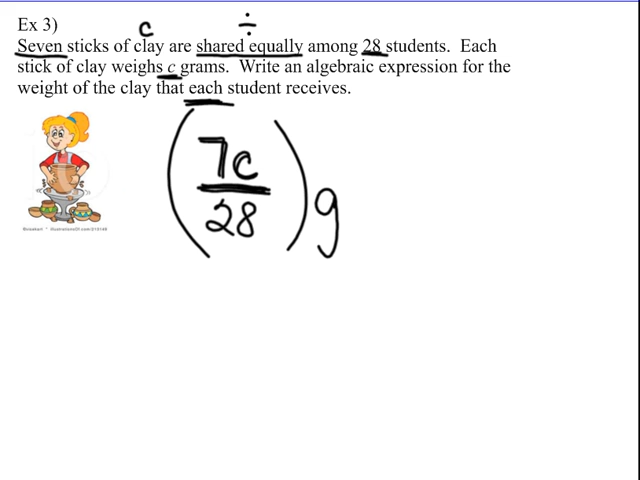 Ex 3)
c ÷
Seven sticks of clay are shared equally among 28 students. Each
stick of clay weighs c grams. Write an algebraic expression for the
weight of the clay that each student receives.
(7c/28)g